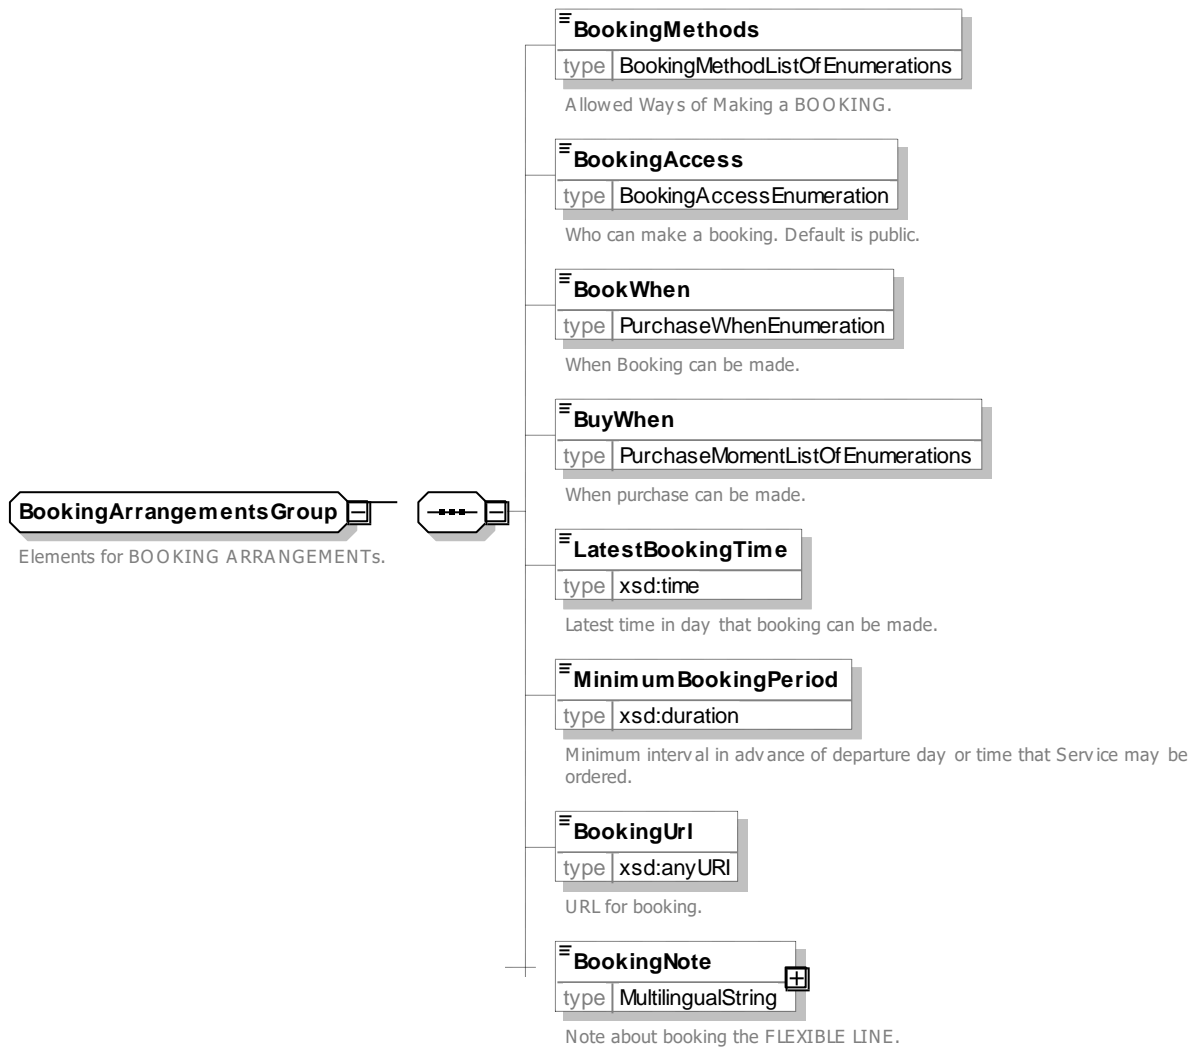 BookingMethods
type BookingMethodListOfEnumerations
Allowed Ways of Making a BOOKING.
BookingAccess
type BookingAccessEnumeration
Who can make a booking. Default is public.
BookWhen
type PurchaseWhenEnumeration
When Booking can be made.
BuyWhen
type PurchaseMomentListOfEnumerations
When purchase can be made.
BookingArrangementsGroup
Elements for BOOKING ARRANGEMENTs.
LatestBookingTime
type xsd:time
Latest time in day that booking can be made.
MinimumBookingPeriod
type xsd:duration
Minimum interval in advance of departure day or time that Service may be
ordered.
BookingUrl
type xsd:anyURI
URL for booking.
BookingNote
type MultilingualString
Note about booking the FLEXIBLE LINE.